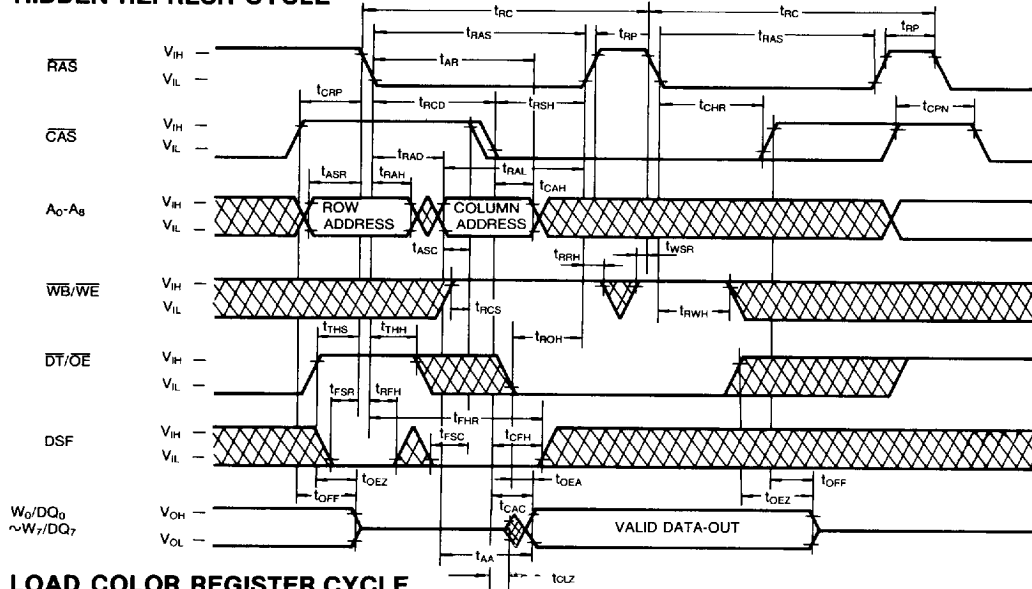 HIDDEN REFRESH CYCLE
tRC tRC
tRAS tRP tRAS tRP
RAS VIH VIL
tAR
tCRP tRCD tRSH tCHR tCPN
CAS VIH VIL
tRAD tRAL
tASR tRAH tCAH
A0-A8 VIH VIL
ROW ADDRESS
COLUMN ADDRESS
tASC tRRH tWSR
WB/WE VIH VIL
tRCS tRWH
tTHS tTHH tROH
DT/OE VIH VIL
tFSR tRFH
tFHR
DSF VIH VIL
tFSC tCFH
tOEZ tOEA
tOFF tCAC tOEZ tOFF
W0/DQ0
~W7/DQ7
VOH VOL
VALID DATA-OUT
tAA
tCLZ
LOAD COLOR REGISTER CYCLE